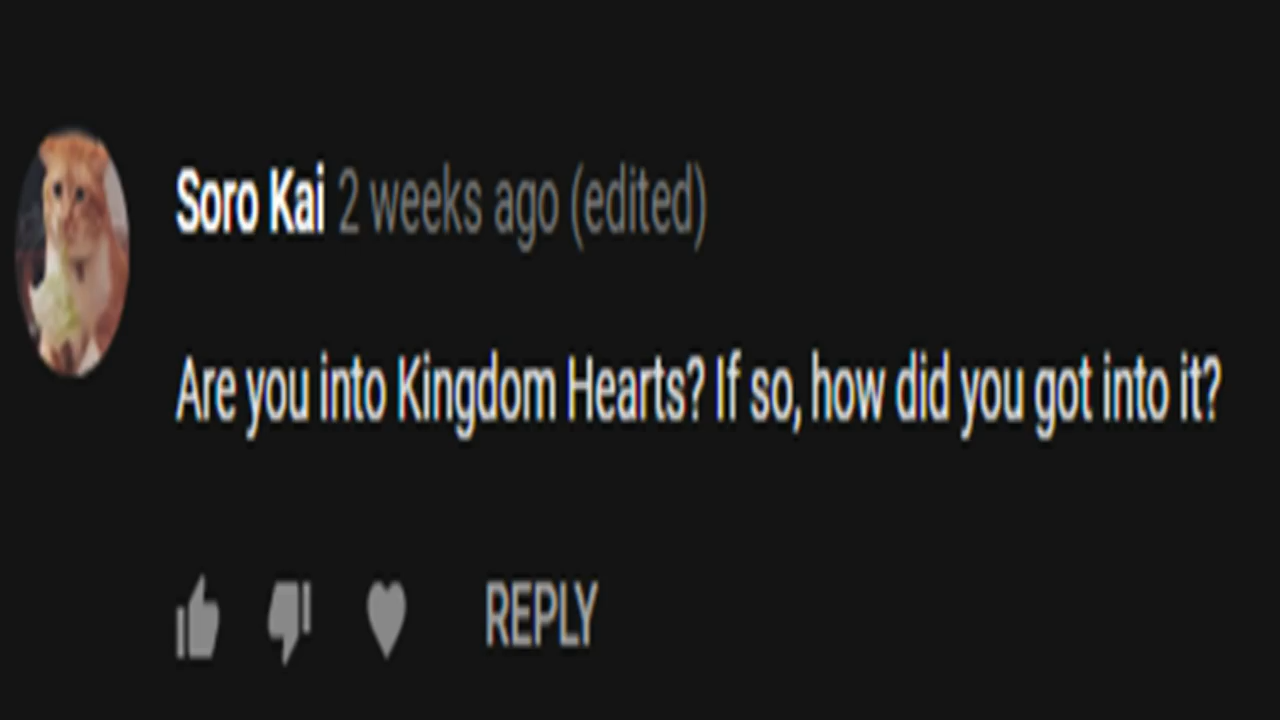 Soro Kai 2 weeks ago (edited)
Are you into Kingdom Hearts? If so, how did you got into it?
REPLY